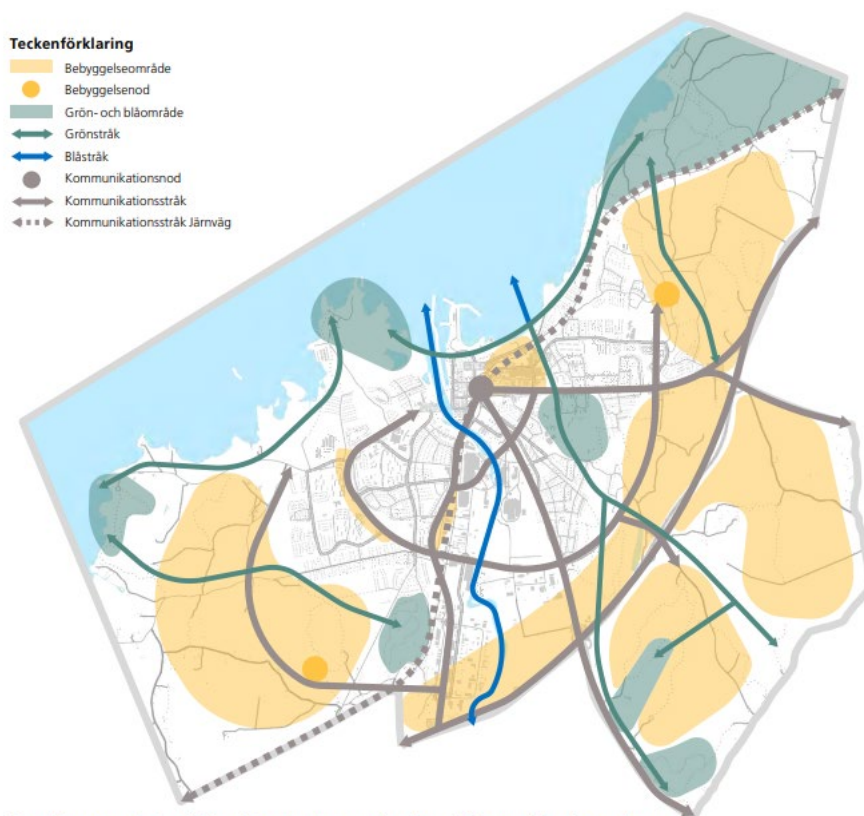 Teckenförklaring
Bebyggelseområde
Bebyggelsenod
Grön- och blåområde
Grönstråk
Blåstråk
Kommunikationsnod
Kommunikationsstråk
Kommunikationsstråk Järnväg